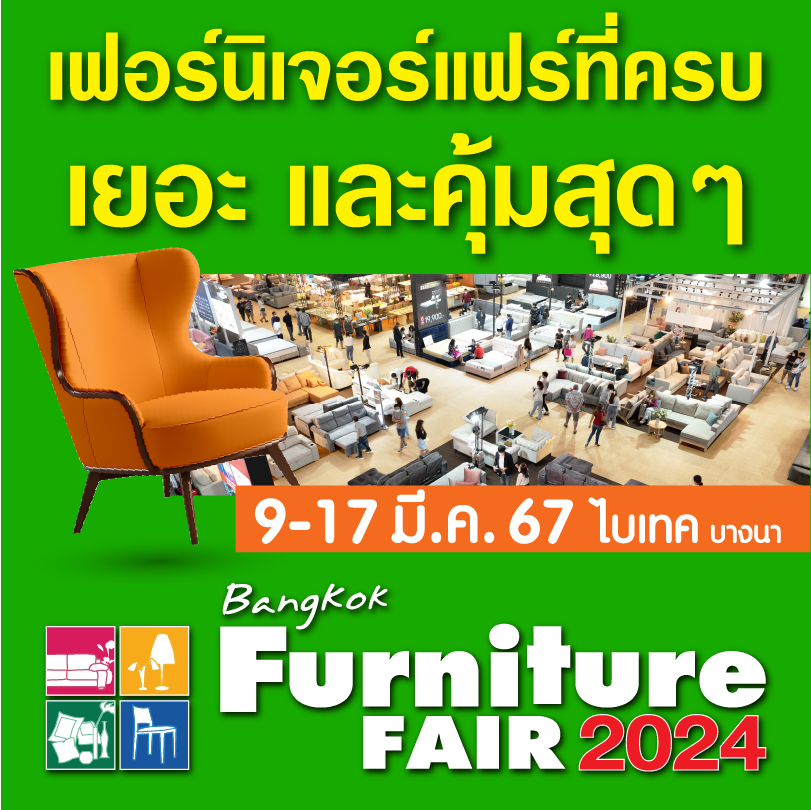 เฟอร์นิเจอร์แฟร์ที่ครบ
เยอะ และคุ้มสุด ๆ
19,900.-
9-17 มี.ค. 67 ไบเทค บางนา
Bangkok
Furniture
FAIR 2024